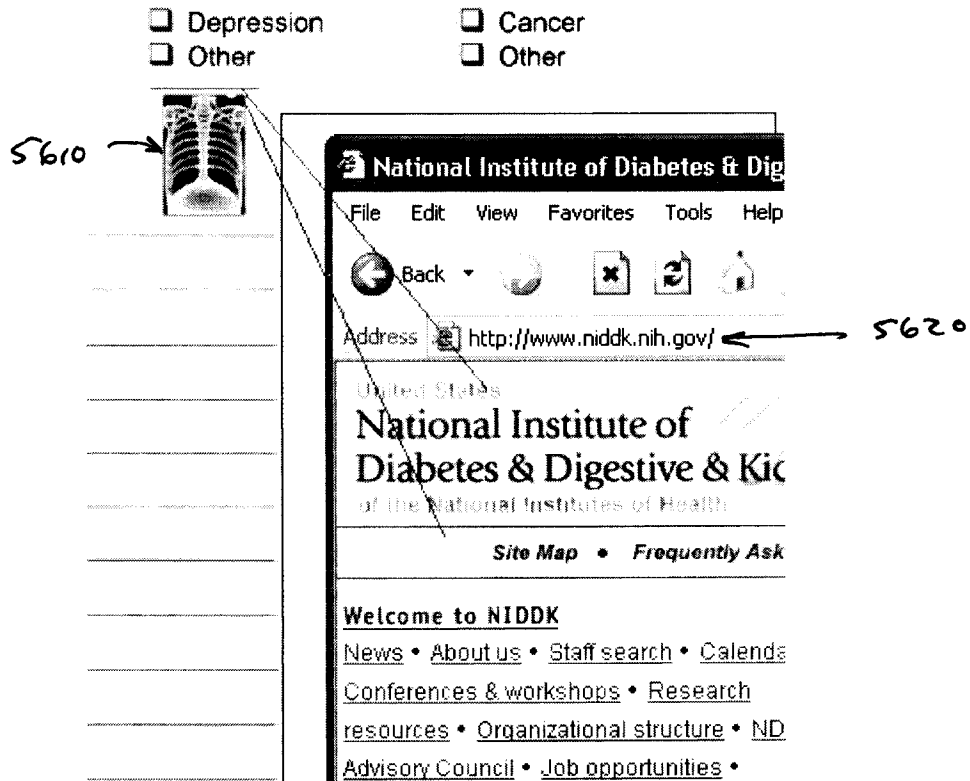 Depression Cancer
Other Other
5610
National Institute of Diabetes & Dig
File Edit View Favorites Tools Help
Back
Address http://www.niddk.nih.gov/ 5620
United States
National Institute of
Diabetes & Digestive & Kid
of the National Institutes of Health
Site Map • Frequently Ask
Welcome to NIDDK
News • About us • Staff search • Calenda
Conferences & workshops • Research
resources • Organizational structure • ND
Advisory Council • Job opportunities •